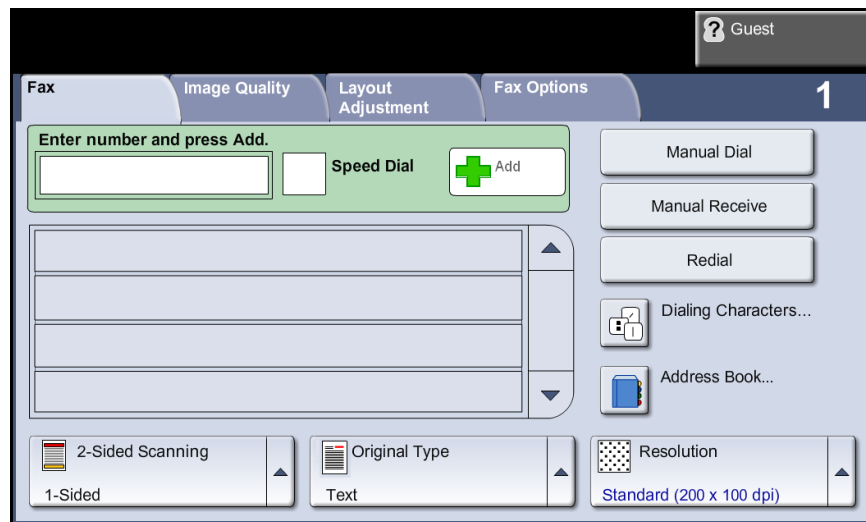 Guest
Fax
Image Quality
Layout
Adjustment
Fax Options
1
Enter number and press Add.
Speed Dial
Add
Manual Dial
Manual Receive
Redial
Dialing Characters...
Address Book...
2-Sided Scanning
1-Sided
Original Type
Text
Resolution
Standard (200 x 100 dpi)